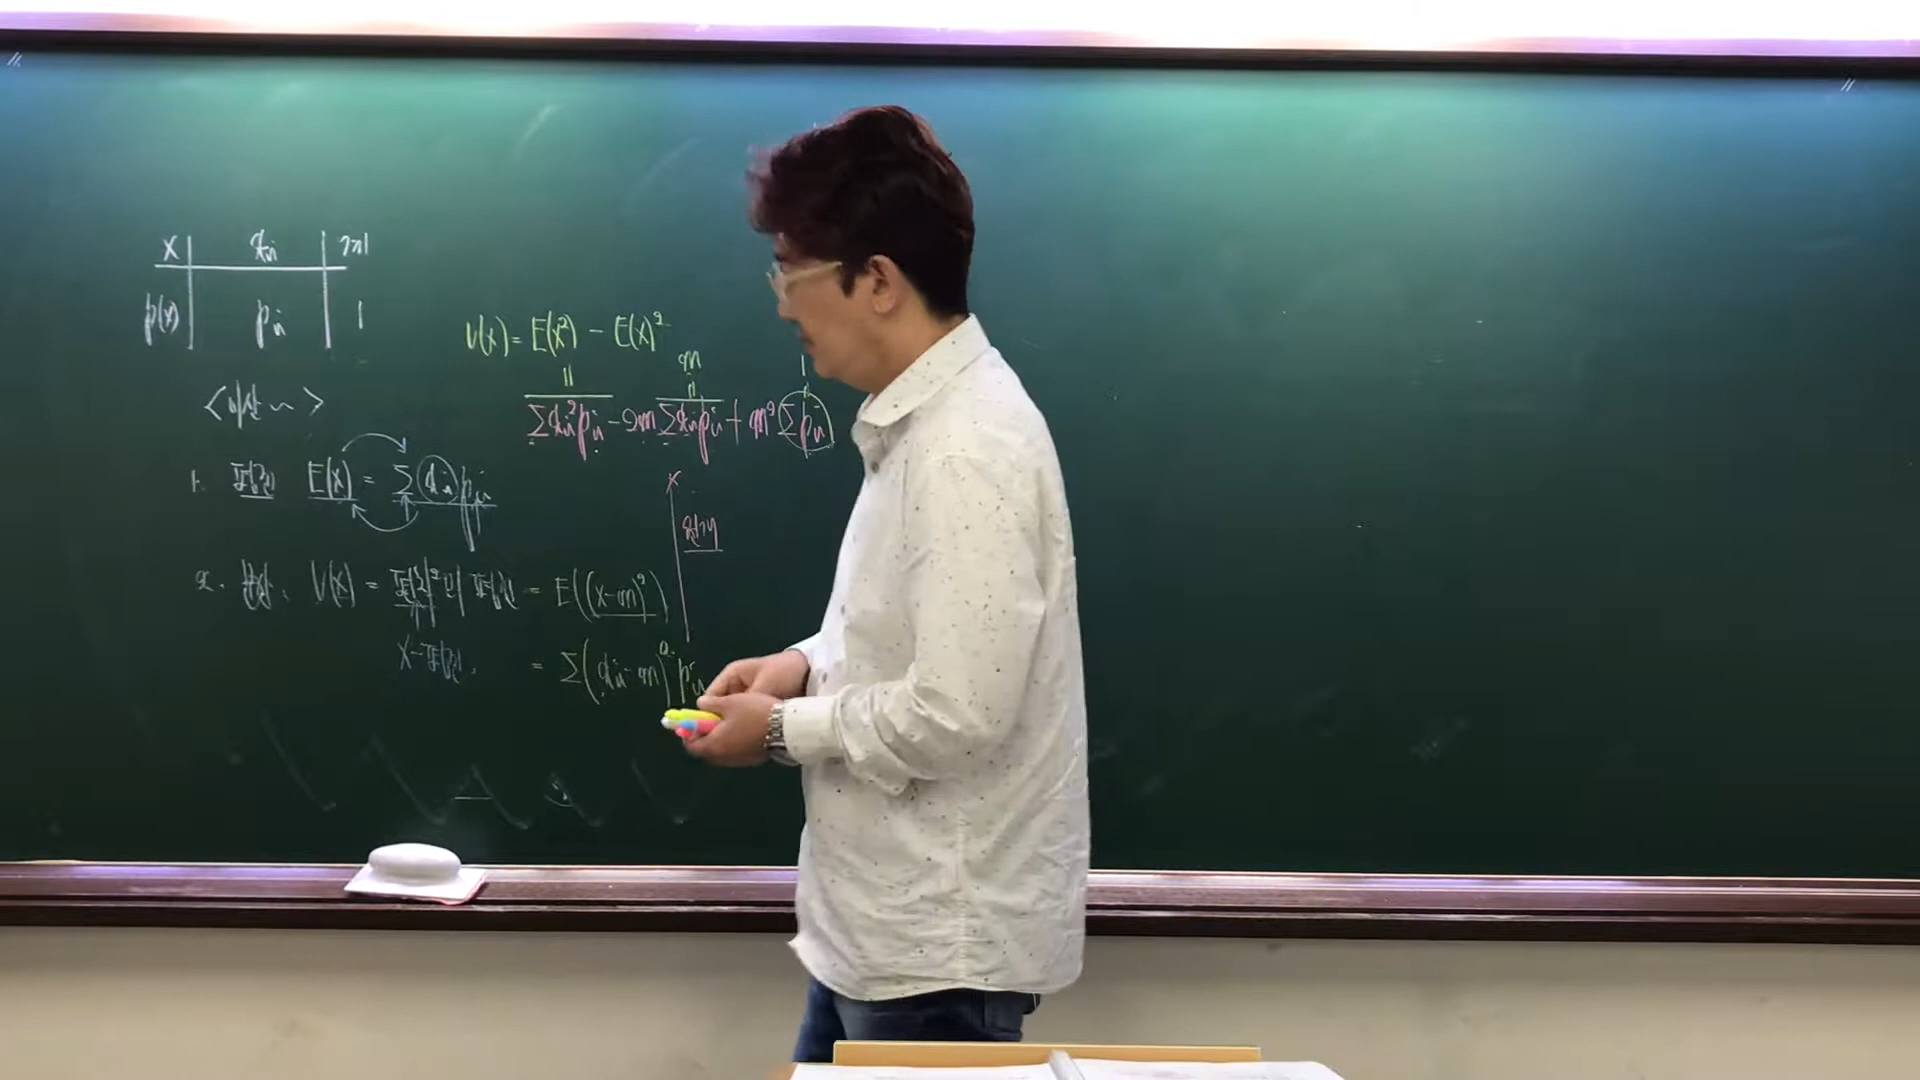 X | xᵢ | 계
p(x) | pᵢ | 1
<이산~>
V(x) = E(x²) - E(x)²
|| m 1
Σxᵢ²pᵢ - 2m Σxᵢpᵢ + m² Σpᵢ
1. 평균 E(x) = Σ xᵢ pᵢ
2. 분산. V(x) = 편차²의 평균 = E((x-m)²)
x-평균. = Σ(xᵢ-m)² pᵢ